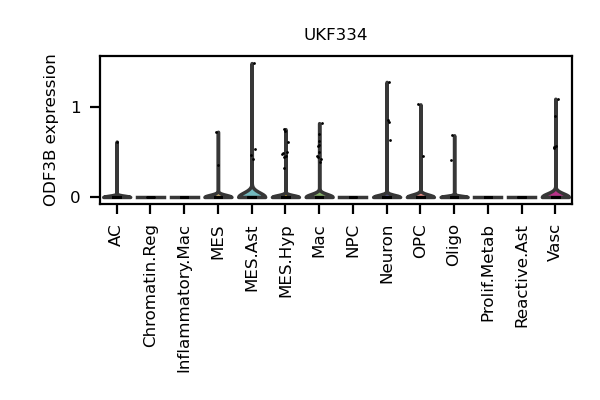 UKF334
ODF3B expression
1
0
AC
Chromatin.Reg
Inflammatory.Mac
MES
MES.Ast
MES.Hyp
Mac
NPC
Neuron
OPC
Oligo
Prolif.Metab
Reactive.Ast
Vasc